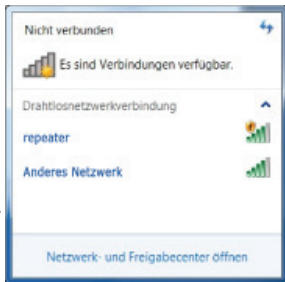 Nicht verbunden
Es sind Verbindungen verfügbar.
Drahtlosnetzwerkverbindung
repeater
Anderes Netzwerk
Netzwerk- und Freigabecenter öffnen